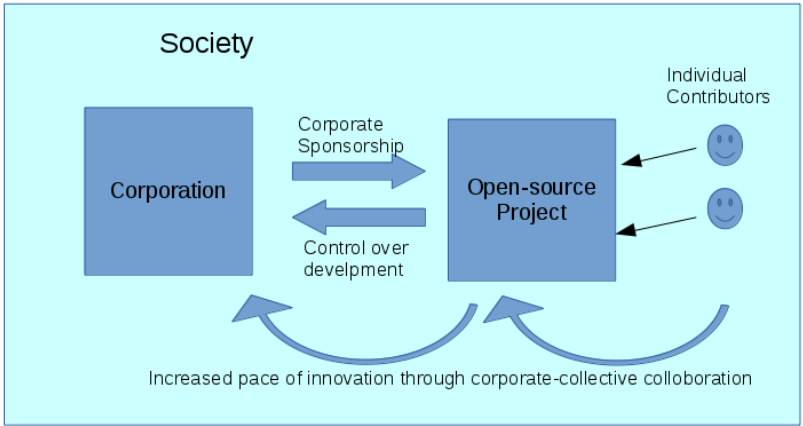 Society
Individual
Contributors
Corporate
Sponsorship
Corporation
Open-source
Project
Control over
develpment
Increased pace of innovation through corporate-collective colloboration